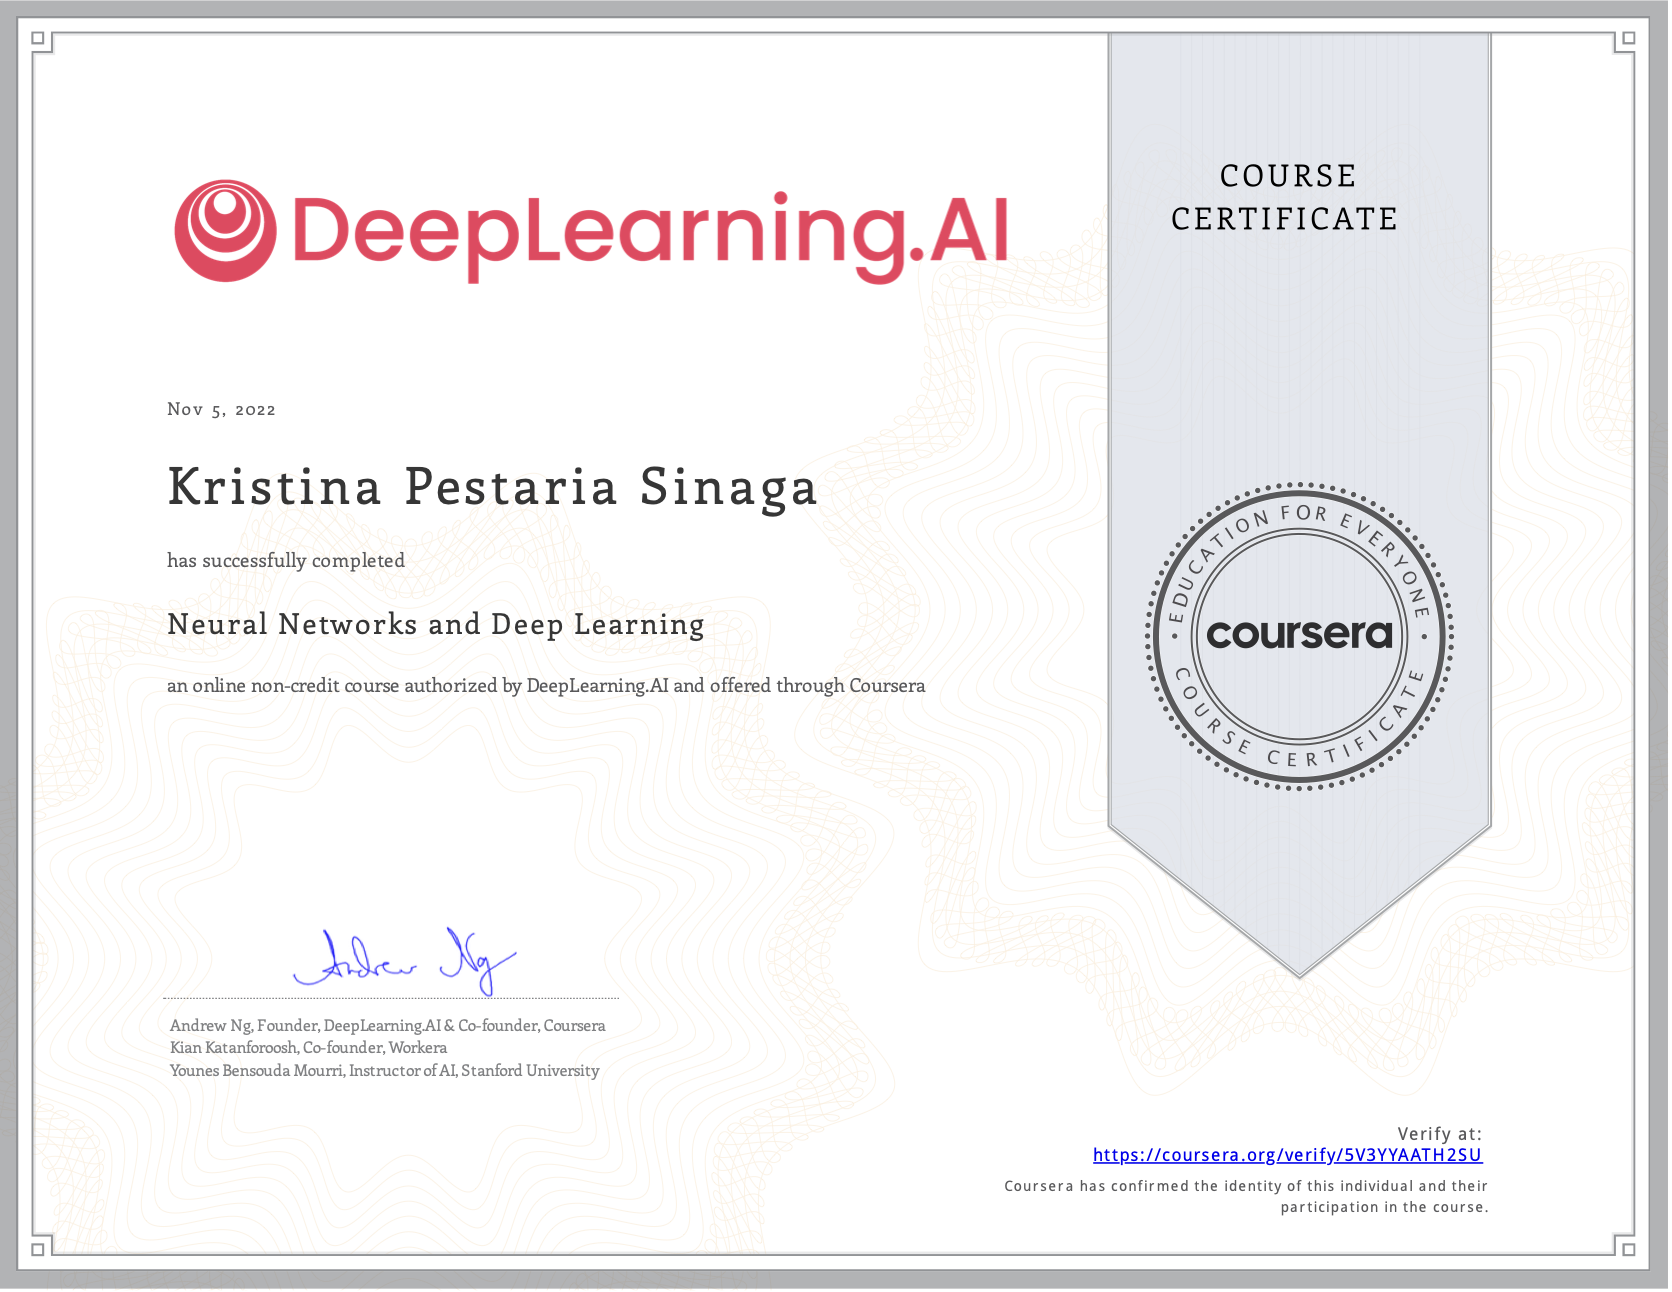 DeepLearning.AI
COURSE
CERTIFICATE
Nov 5, 2022
Kristina Pestaria Sinaga
has successfully completed
Neural Networks and Deep Learning
an online non-credit course authorized by DeepLearning.AI and offered through Coursera
EDUCATION FOR EVERYONE
coursera
COURSE CERTIFICATE
Andrew Ng
Andrew Ng, Founder, DeepLearning.AI & Co-founder, Coursera
Kian Katanforoosh, Co-founder, Workera
Younes Bensouda Mourri, Instructor of AI, Stanford University
Verify at:
https://coursera.org/verify/5V3YYAATH2SU
Coursera has confirmed the identity of this individual and their
participation in the course.